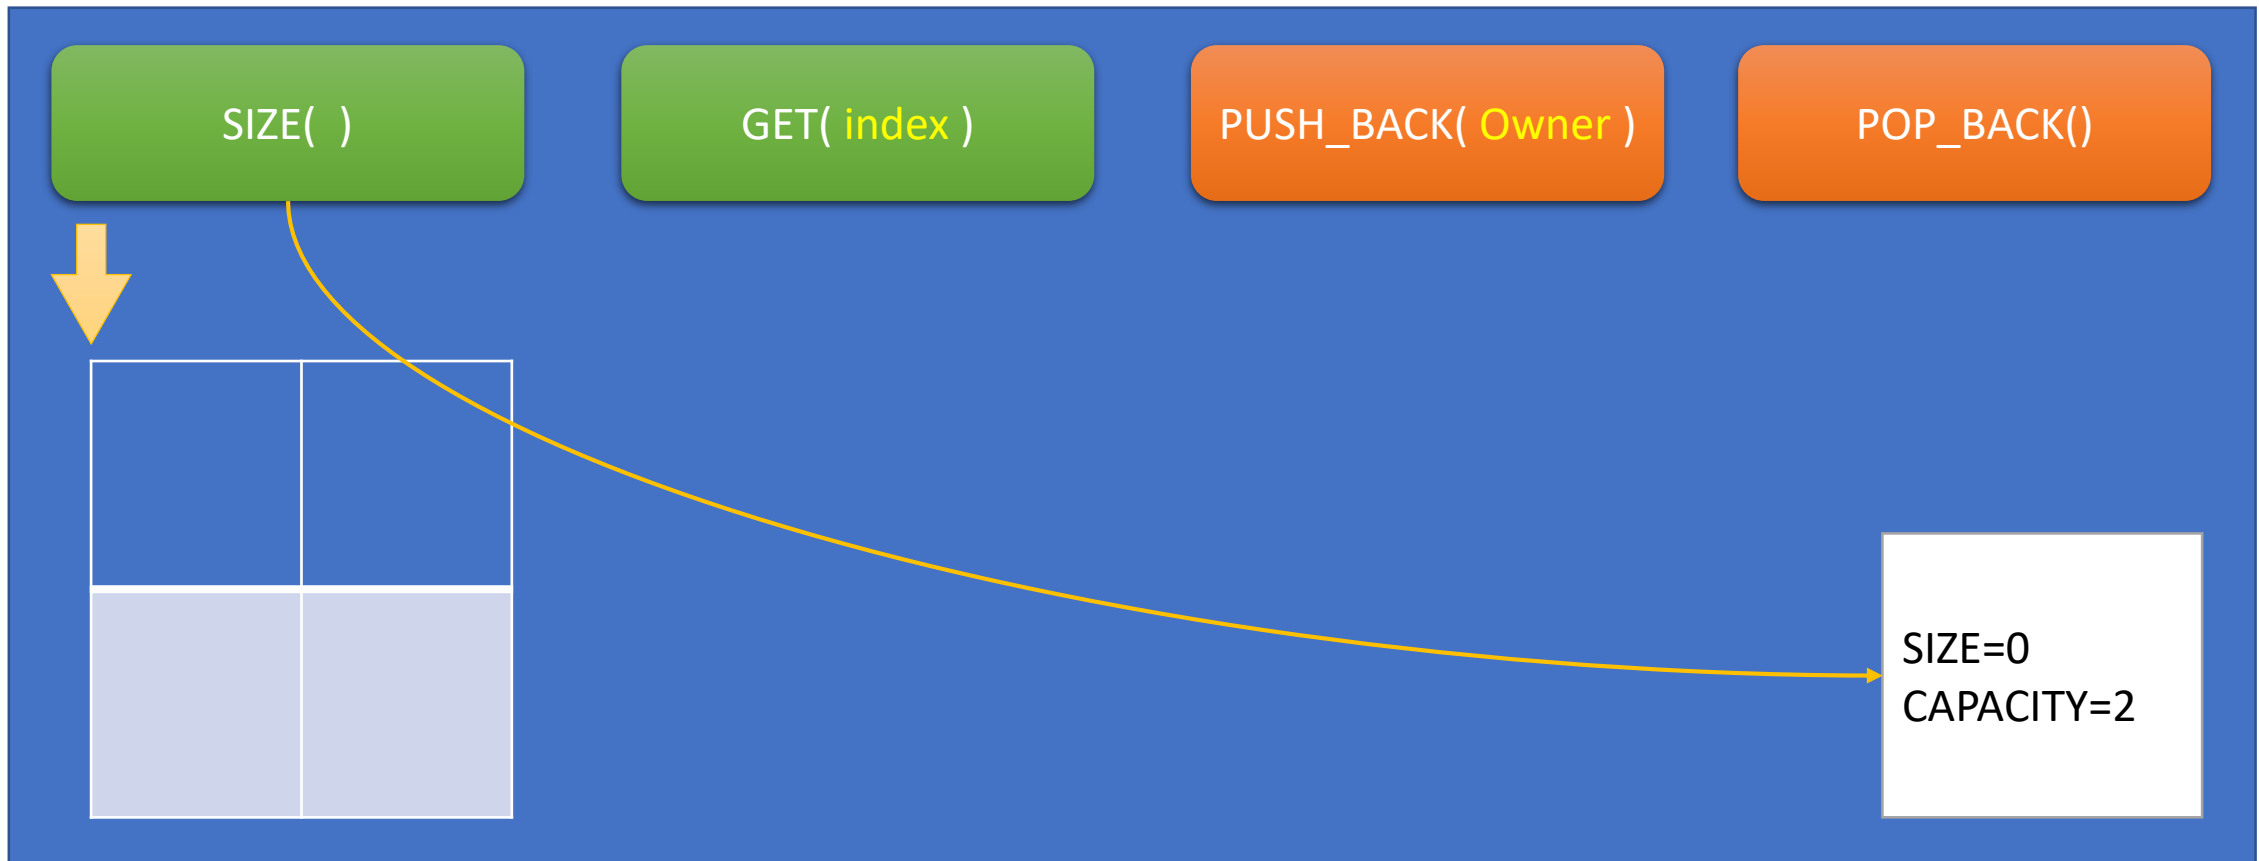 SIZE(  )
GET( index )
PUSH_BACK( Owner )
POP_BACK()
SIZE=0
CAPACITY=2